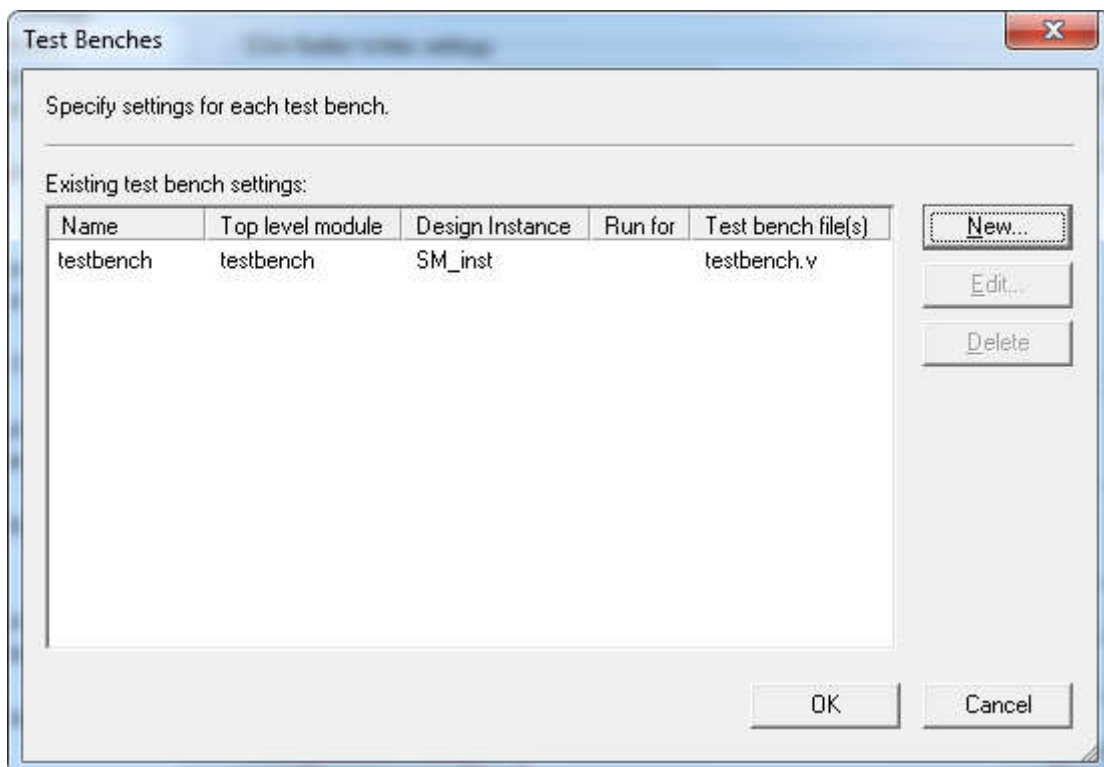 Test Benches
Specify settings for each test bench.
Existing test bench settings:
Name Top level module Design Instance Run for Test bench file(s)
testbench testbench SM_inst testbench.v
New...
Edit...
Delete
OK Cancel